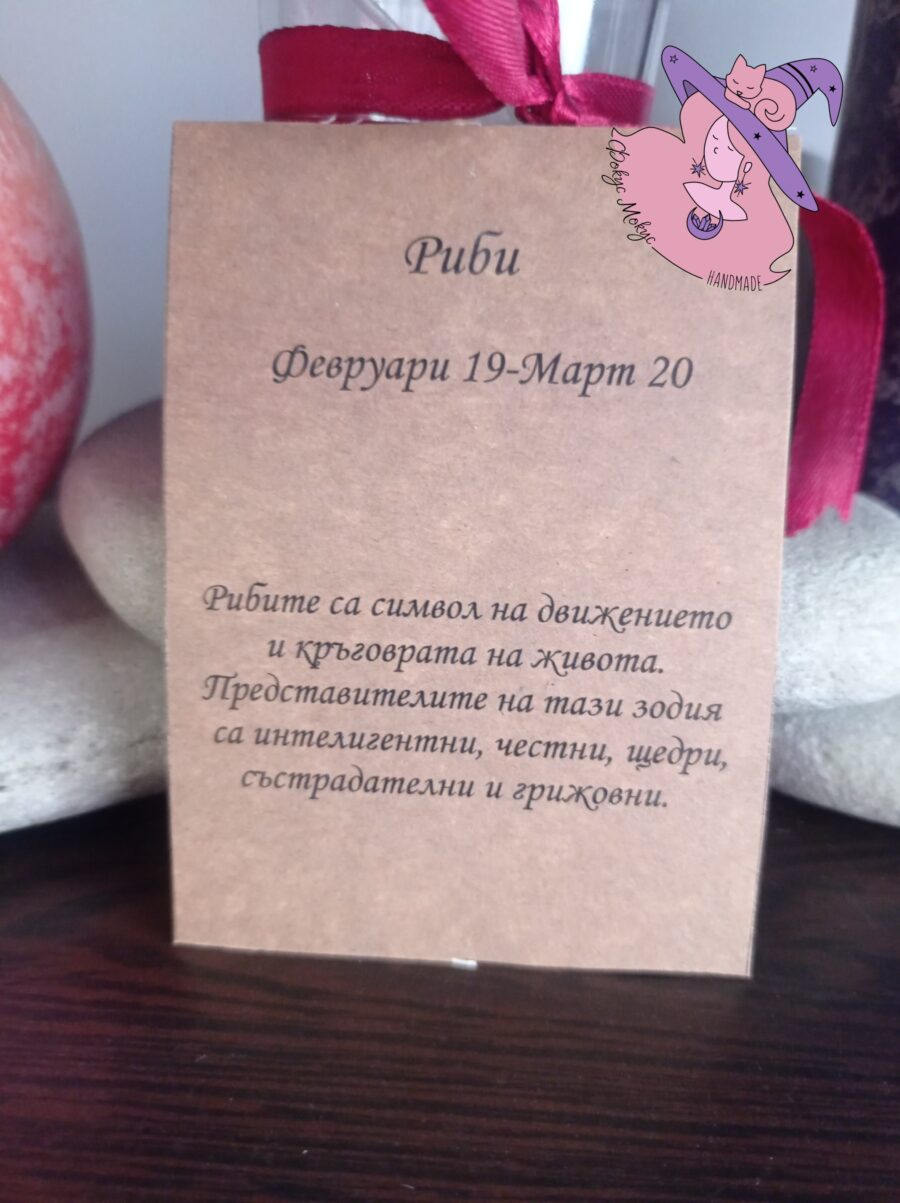 Фокус Мокус
HANDMADE
Риби
Февруари 19-Март 20
Рибите са символ на движението
и кръговрата на живота.
Представителите на тази зодия
са интелигентни, честни, щедри,
състрадателни и грижовни.